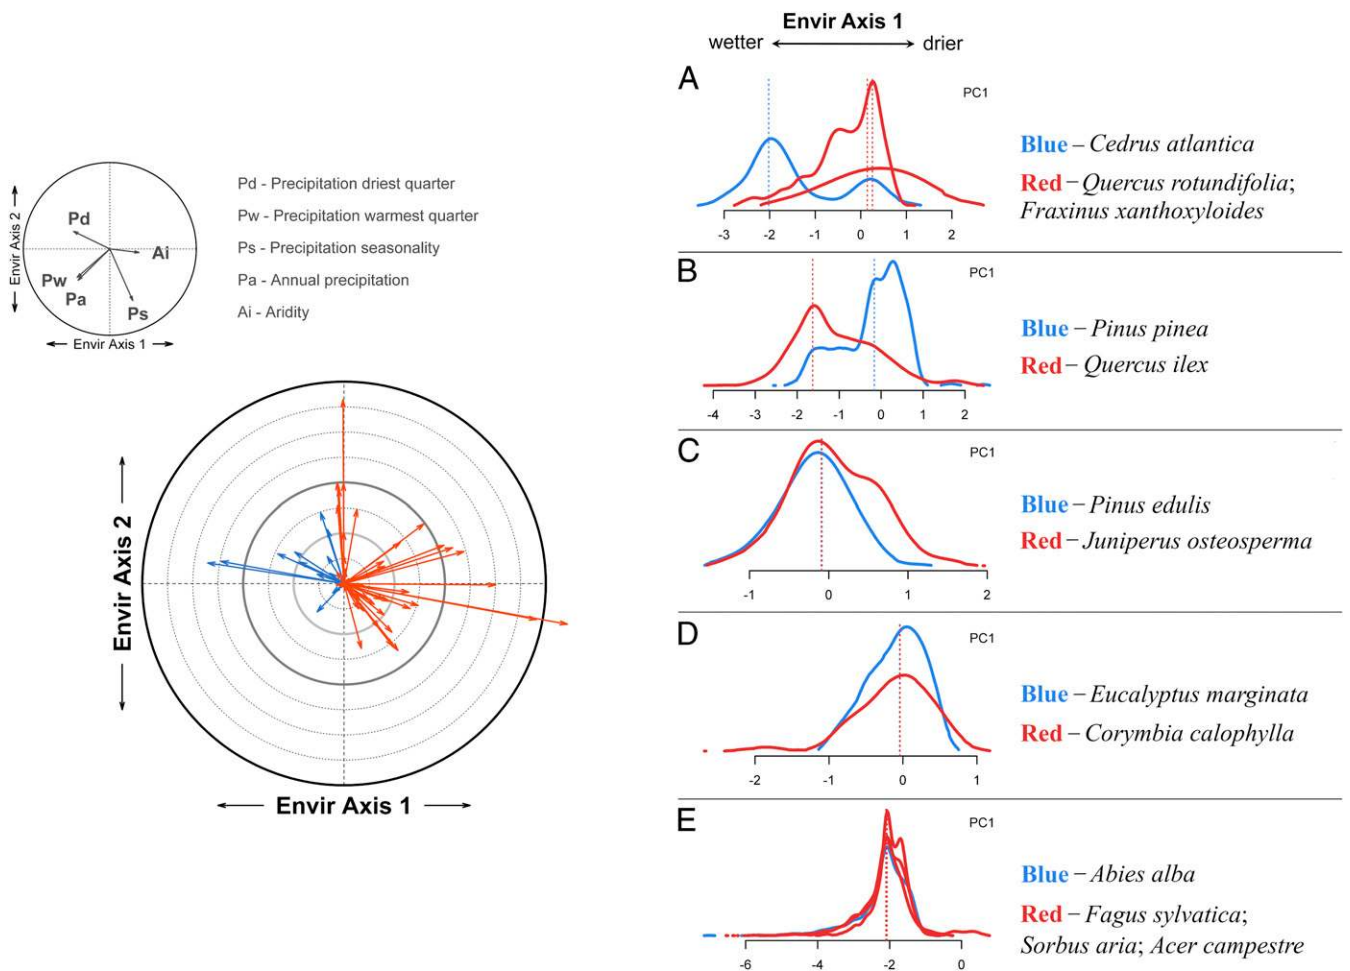 Envir Axis 2
Pd
Ai
Pw
Pa
Ps
Envir Axis 1
Pd - Precipitation driest quarter
Pw - Precipitation warmest quarter
Ps - Precipitation seasonality
Pa - Annual precipitation
Ai - Aridity
Envir Axis 2
Envir Axis 1
Envir Axis 1
wetter drier
A
PC1
-3 -2 -1 0 1 2
Blue – Cedrus atlantica
Red – Quercus rotundifolia;
Fraxinus xanthoxyloides
B
PC1
-4 -3 -2 -1 0 1 2
Blue – Pinus pinea
Red – Quercus ilex
C
PC1
-1 0 1 2
Blue – Pinus edulis
Red – Juniperus osteosperma
D
PC1
-2 -1 0 1
Blue – Eucalyptus marginata
Red – Corymbia calophylla
E
PC1
-6 -4 -2 0
Blue – Abies alba
Red – Fagus sylvatica;
Sorbus aria; Acer campestre